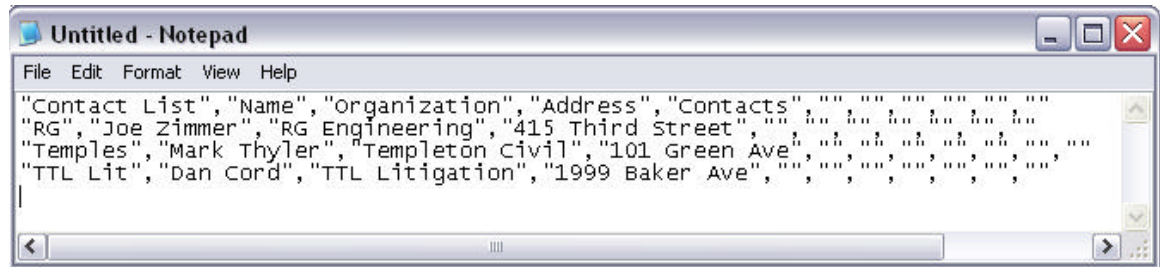 Untitled - Notepad
File Edit Format View Help
"Contact List","Name","Organization","Address","Contacts","","","","","",""
"RG","Joe Zimmer","RG Engineering","415 Third Street","","","","","","",""
"Temples","Mark Thyler","Templeton Civil","101 Green Ave","","","","","","",""
"TTL Lit","Dan Cord","TTL Litigation","1999 Baker Ave","","","","","","",""